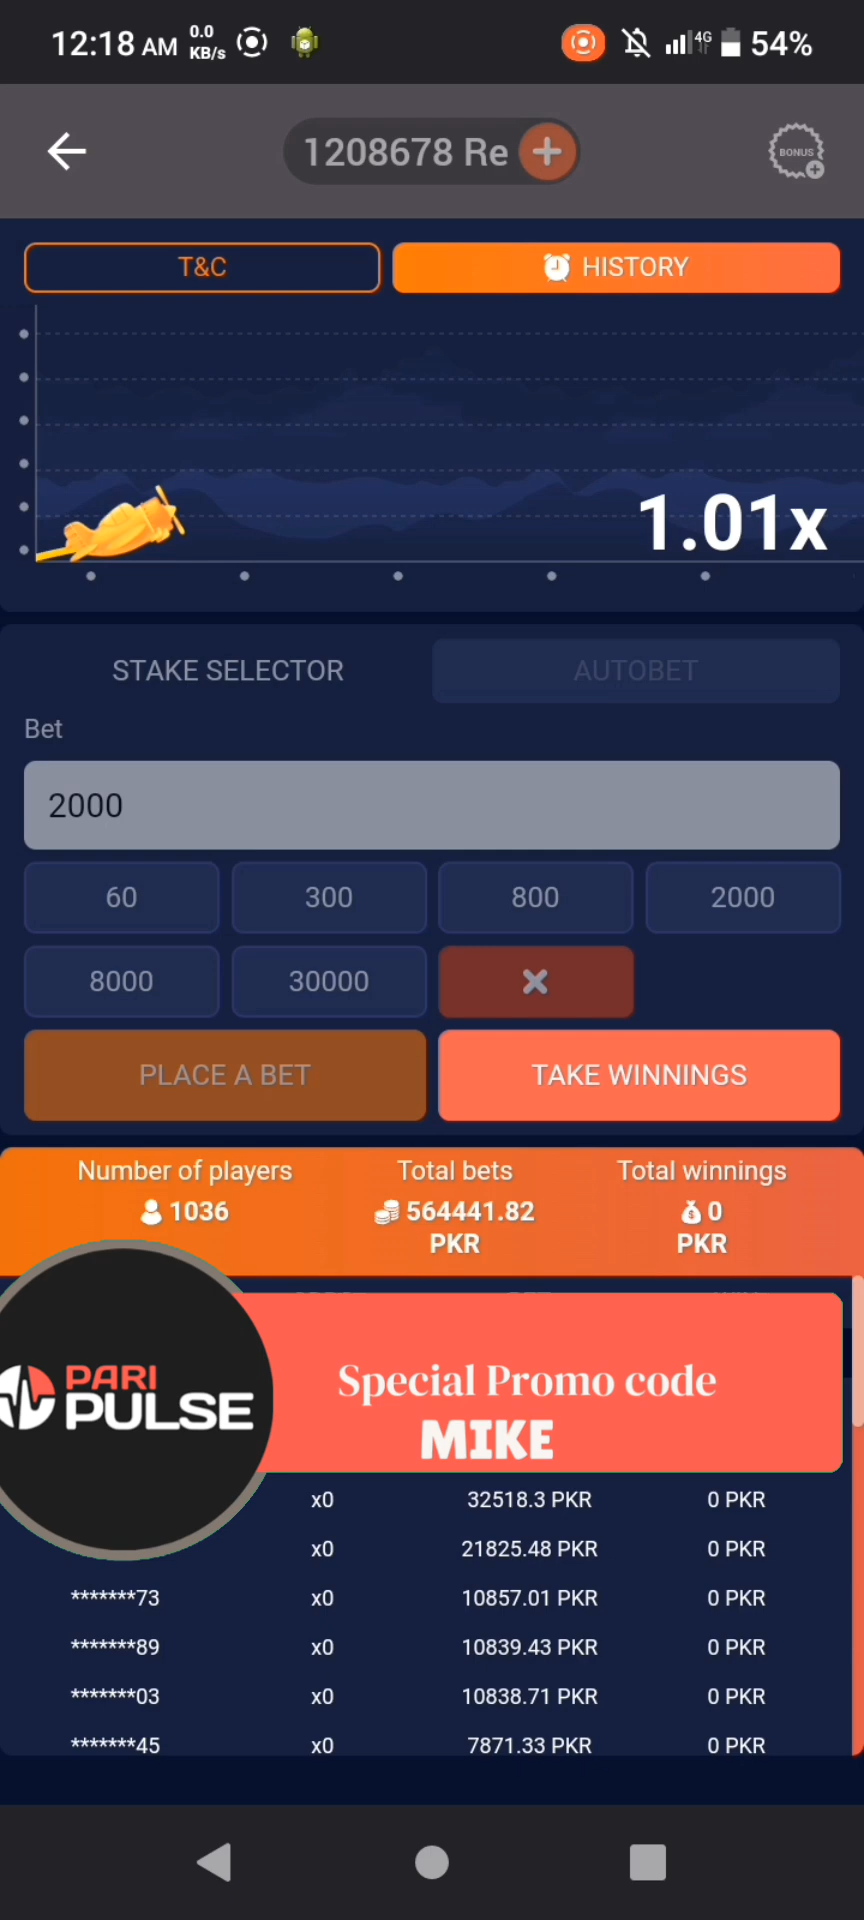 12:18 AM 0.0 KB/s 4G 54%
1208678 Re
BONUS
T&C HISTORY
1.01x
STAKE SELECTOR AUTOBET
Bet
2000
60 300 800 2000
8000 30000
PLACE A BET TAKE WINNINGS
Number of players Total bets Total winnings
1036 564441.82 0
PKR PKR
PARI
PULSE
Special Promo code
MIKE
x0 32518.3 PKR 0 PKR
x0 21825.48 PKR 0 PKR
*******73 x0 10857.01 PKR 0 PKR
*******89 x0 10839.43 PKR 0 PKR
*******03 x0 10838.71 PKR 0 PKR
*******45 x0 7871.33 PKR 0 PKR